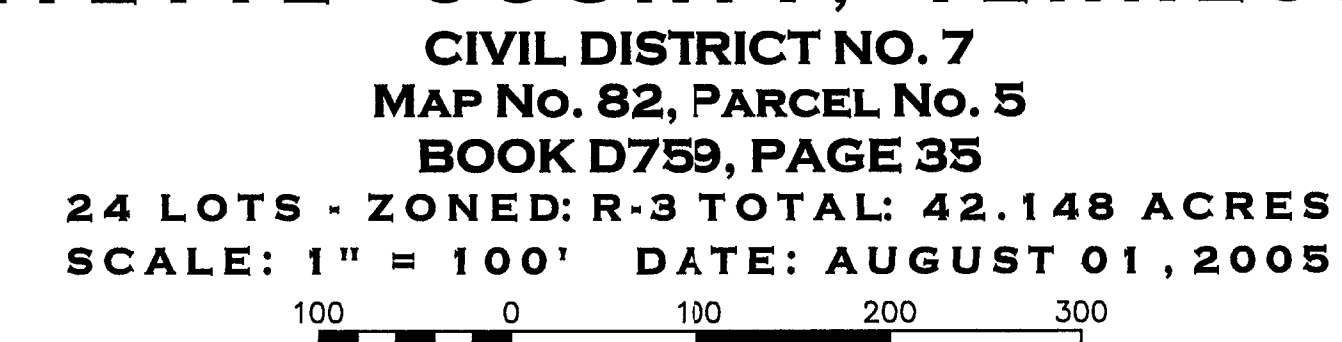 COUNTY,
CIVIL DISTRICT NO. 7
MAP NO. 82, PARCEL NO. 5
BOOK D759, PAGE 35
24 LOTS - ZONED: R-3 TOTAL: 42.148 ACRES
SCALE: 1" = 100' DATE: AUGUST 01, 2005
100 0 100 200 300